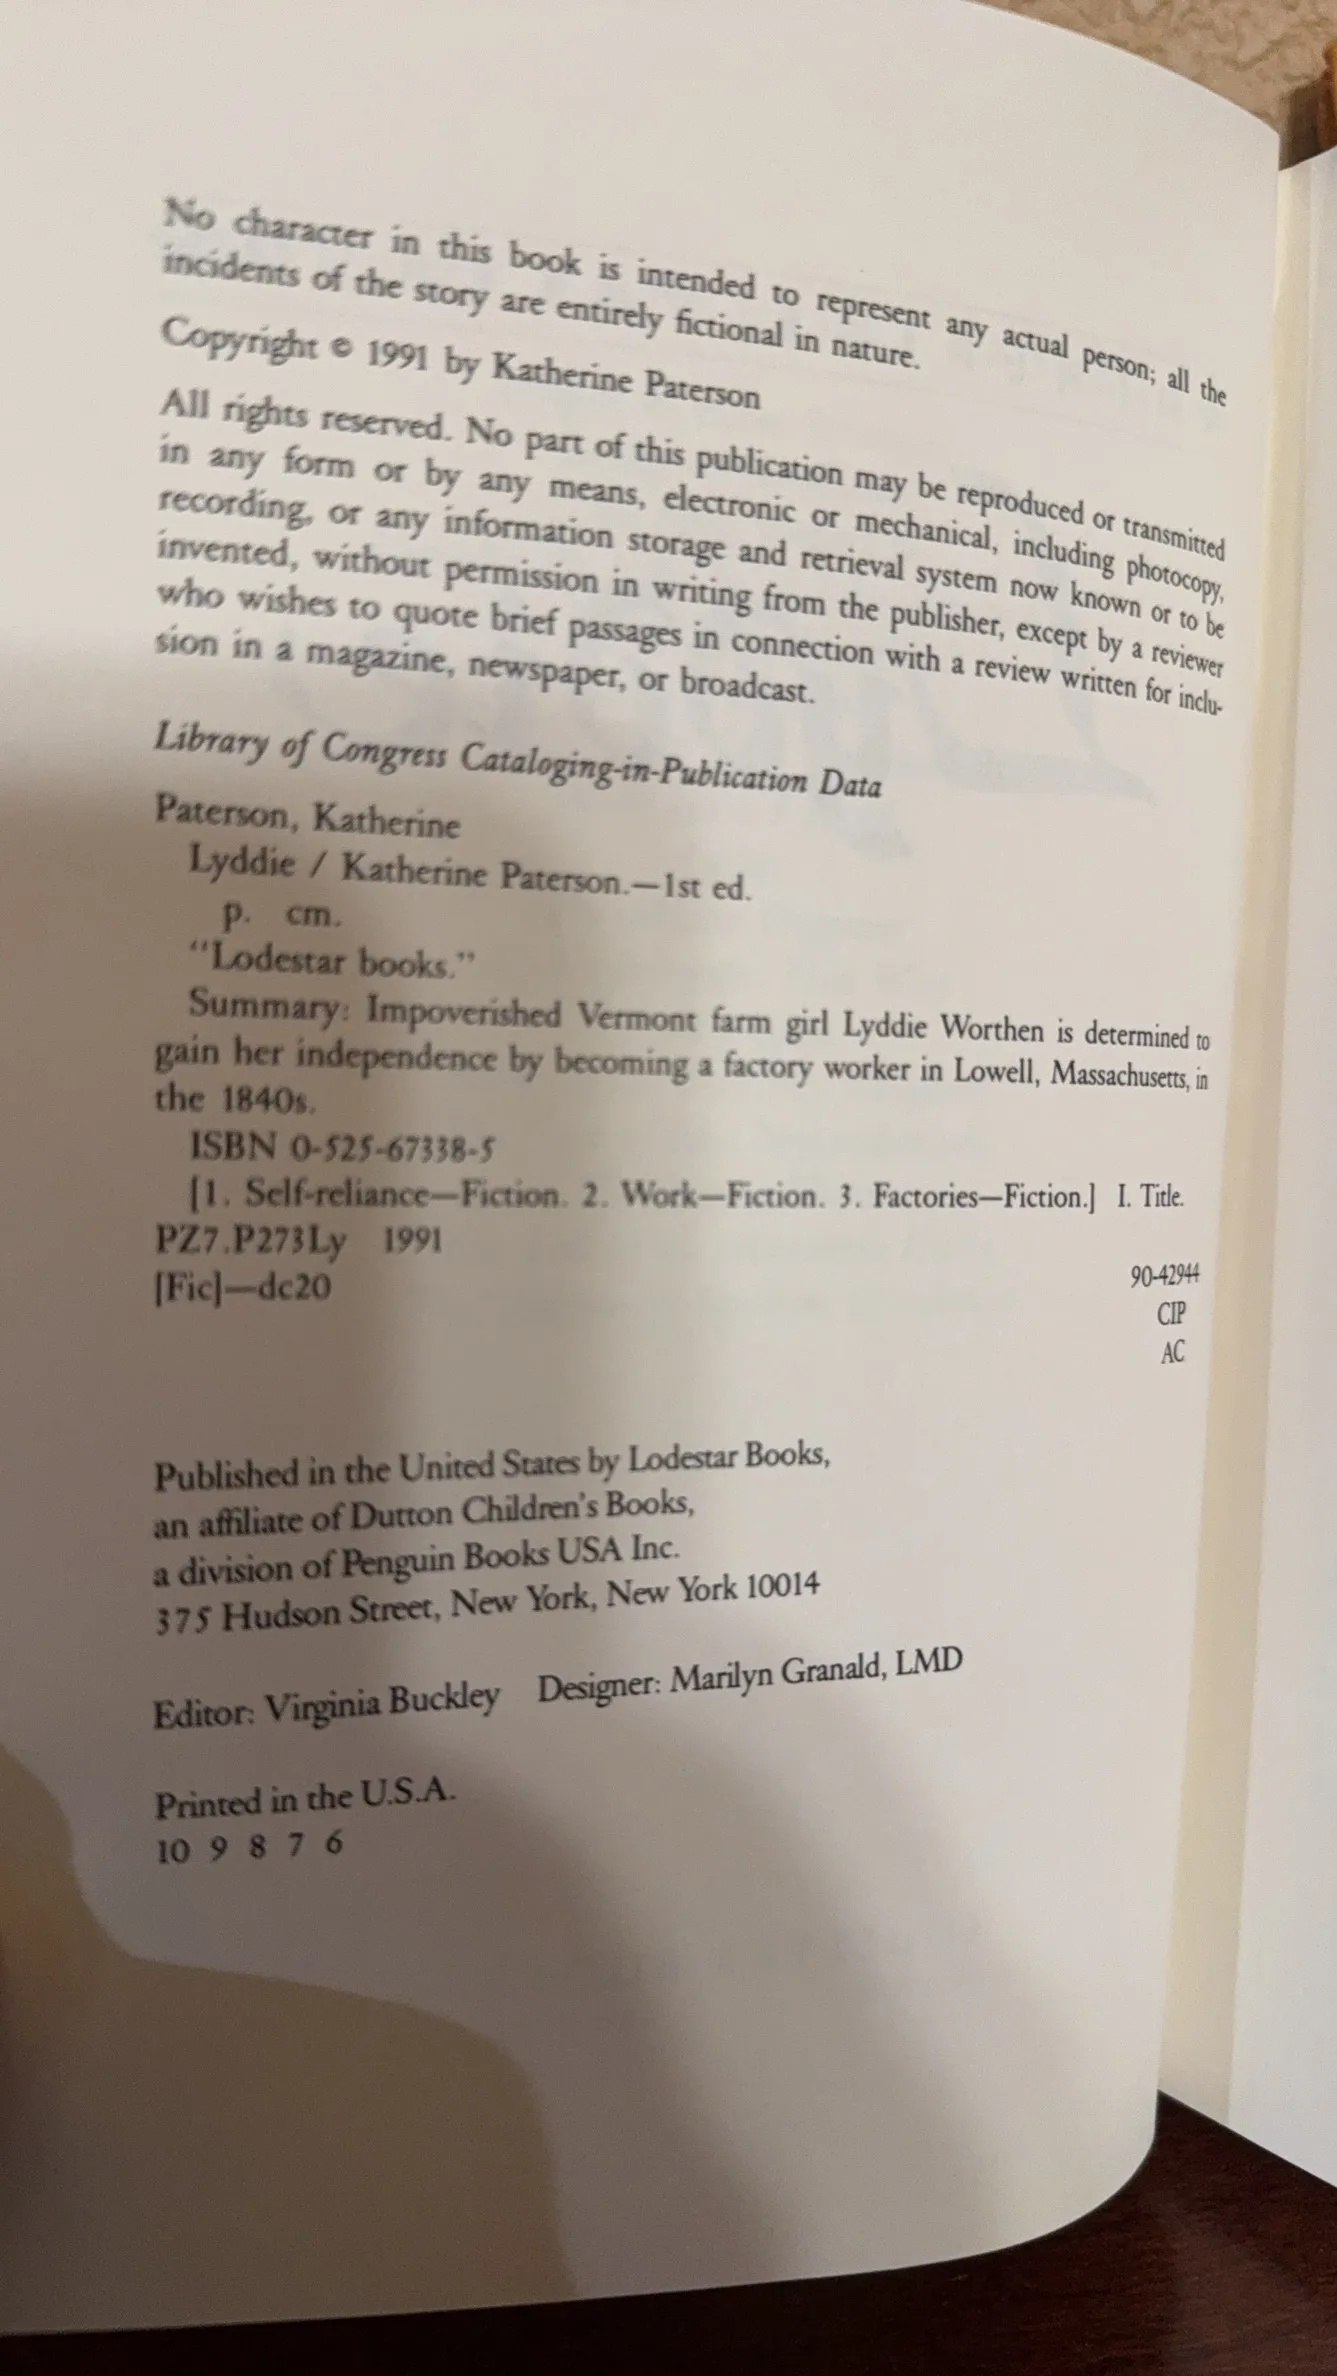 No character in this book is intended to represent any actual person; all the
incidents of the story are entirely fictional in nature.
Copyright © 1991 by Katherine Paterson
All rights reserved. No part of this publication may be reproduced or transmitted
in any form or by any means, electronic or mechanical, including photocopy,
recording, or any information storage and retrieval system now known or to be
invented, without permission in writing from the publisher, except by a reviewer
who wishes to quote brief passages in connection with a review written for inclu-
sion in a magazine, newspaper, or broadcast.
Library of Congress Cataloging-in-Publication Data
Paterson, Katherine
Lyddie / Katherine Paterson.—1st ed.
p. cm.
"Lodestar books."
Summary: Impoverished Vermont farm girl Lyddie Worthen is determined to
gain her independence by becoming a factory worker in Lowell, Massachusetts, in
the 1840s.
ISBN 0-525-67338-5
[1. Self-reliance—Fiction. 2. Work—Fiction. 3. Factories—Fiction.] I. Title.
PZ7.P273Ly 1991
[Fic]—dc20
90-42944
CIP
AC
Published in the United States by Lodestar Books,
an affiliate of Dutton Children's Books,
a division of Penguin Books USA Inc.
375 Hudson Street, New York, New York 10014
Editor: Virginia Buckley Designer: Marilyn Granald, LMD
Printed in the U.S.A.
10 9 8 7 6